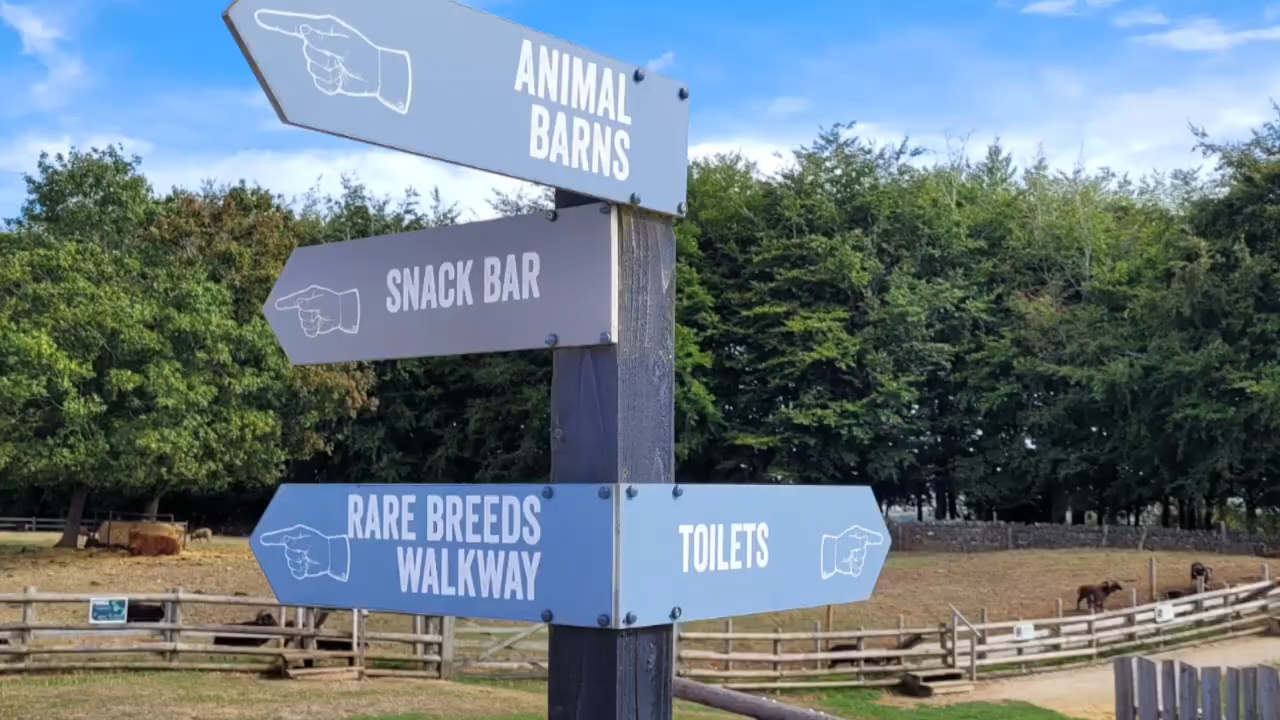 ANIMAL
BARNS
SNACK BAR
RARE BREEDS
WALKWAY
TOILETS